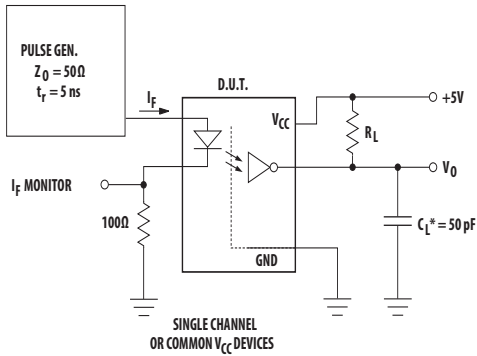 PULSE GEN.
Z0 = 50Ω
tr = 5 ns
IF
D.U.T.
VCC
+5V
RL
VO
IF MONITOR
100Ω
CL* = 50 pF
GND
SINGLE CHANNEL
OR COMMON VCC DEVICES